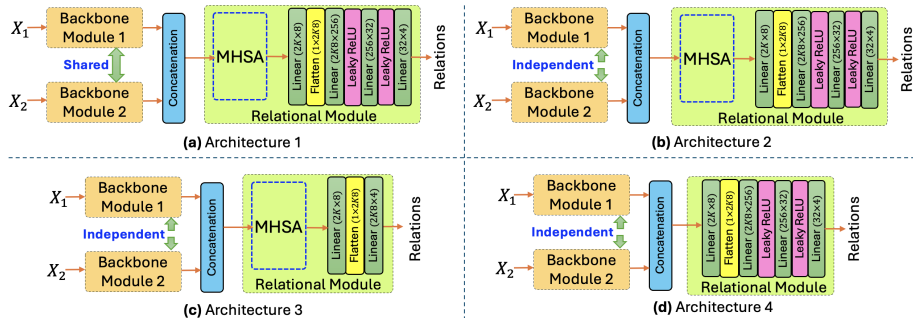 X₁
Backbone
Module 1
Shared
X₂
Backbone
Module 2
Concatenation
MHSA
Linear (2K×8)
Flatten (1×2K8)
Linear (2K8×256)
Leaky ReLU
Linear (256×32)
Leaky ReLU
Linear (32×4)
Relational Module
Relations
(a) Architecture 1
X₁
Backbone
Module 1
Independent
X₂
Backbone
Module 2
Concatenation
MHSA
Linear (2K×8)
Flatten (1×2K8)
Linear (2K8×256)
Leaky ReLU
Linear (256×32)
Leaky ReLU
Linear (32×4)
Relational Module
Relations
(b) Architecture 2
X₁
Backbone
Module 1
Independent
X₂
Backbone
Module 2
Concatenation
MHSA
Linear (2K×8)
Flatten (1×2K8)
Linear (2K8×4)
Relational Module
Relations
(c) Architecture 3
X₁
Backbone
Module 1
Independent
X₂
Backbone
Module 2
Concatenation
Linear (2K×8)
Flatten (1×2K8)
Linear (2K8×256)
Leaky ReLU
Linear (256×32)
Leaky ReLU
Linear (32×4)
Relational Module
Relations
(d) Architecture 4